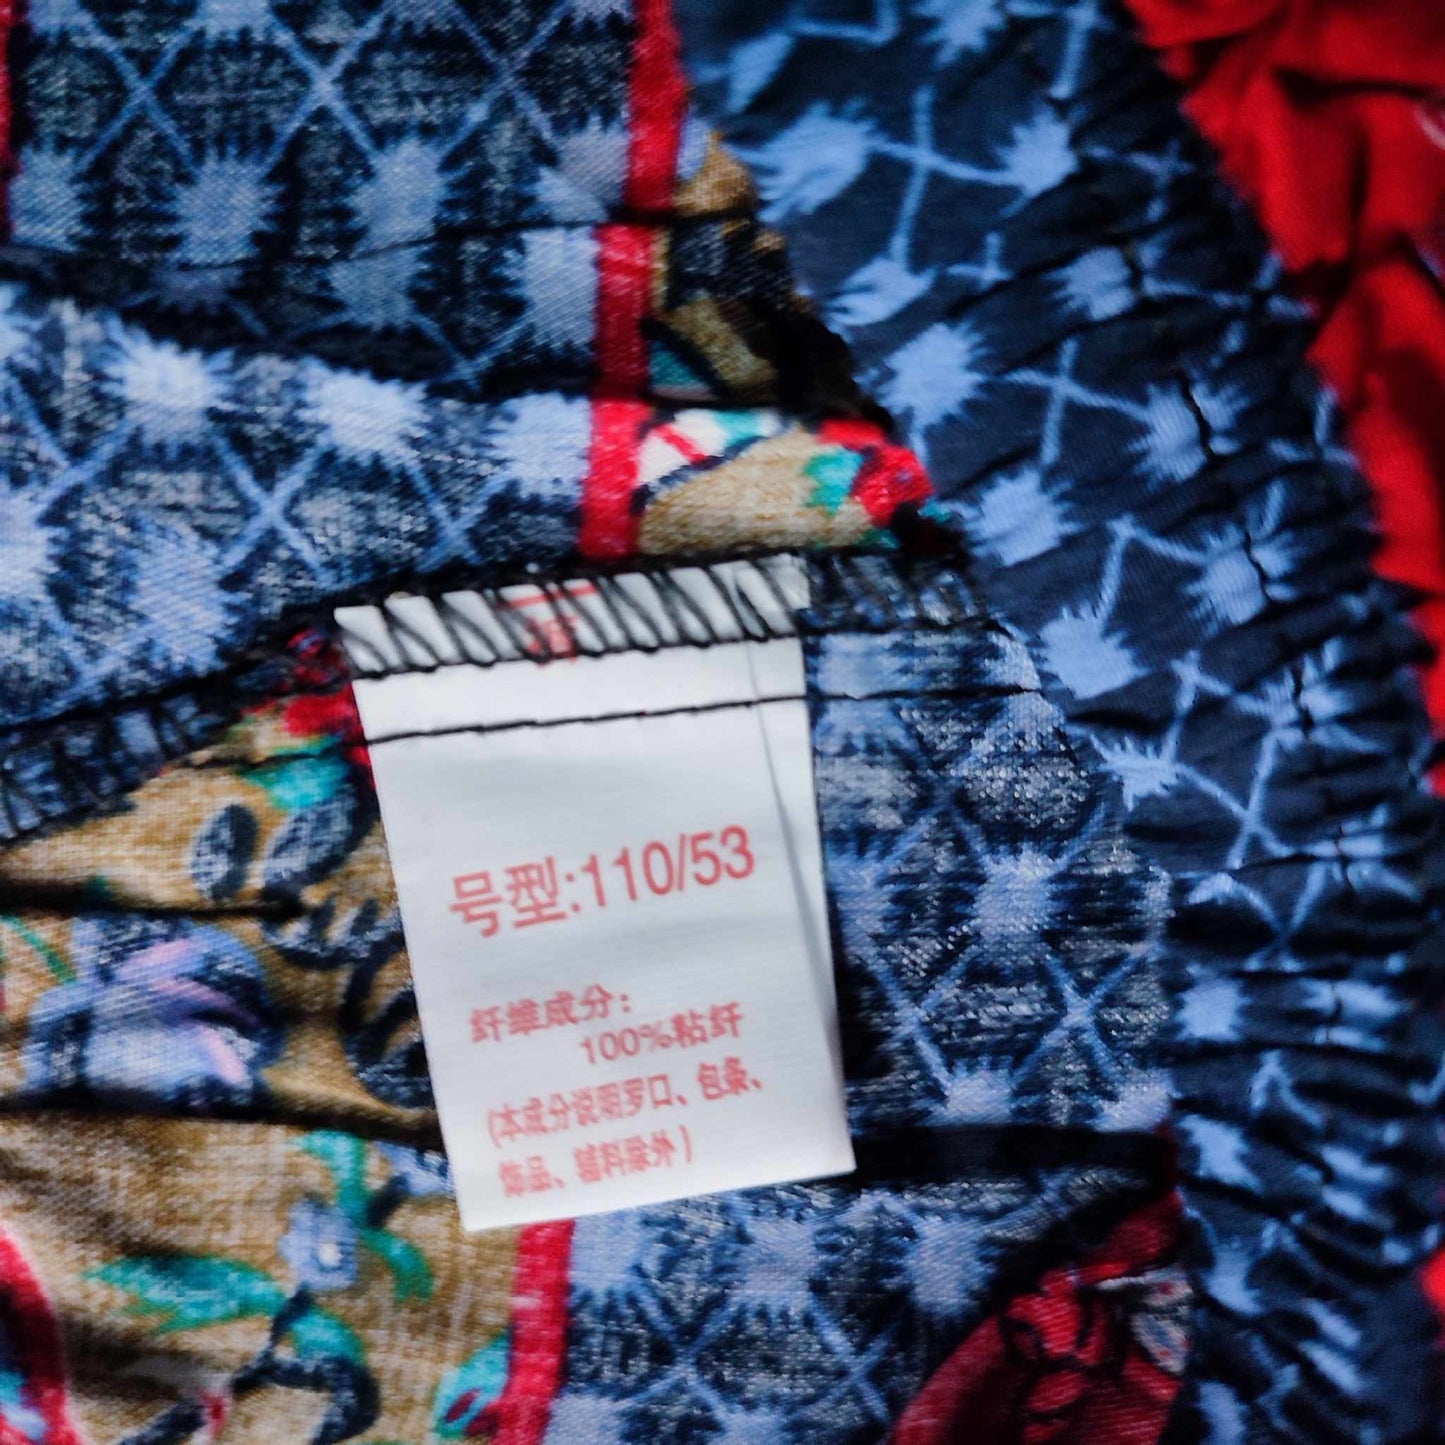 号型:110/53
纤维成分:
100%粘纤
(本成分说明罗口、包条、
饰品、辅料除外)